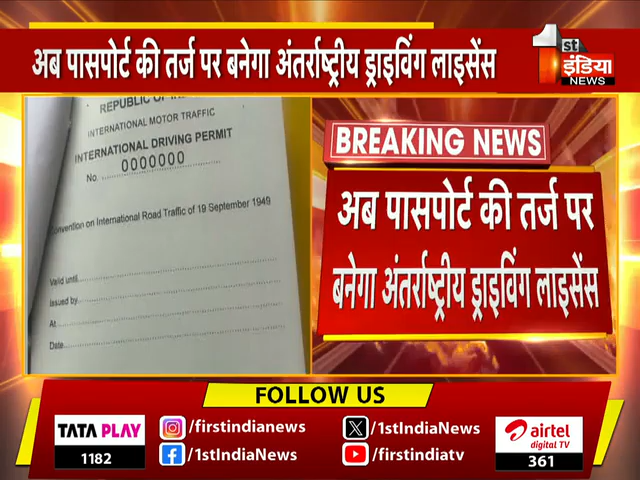 अब पासपोर्ट की तर्ज पर बनेगा अंतर्राष्ट्रीय ड्राइविंग लाइसेंस
1st
इंडिया
NEWS
REPUBLIC OF
INTERNATIONAL MOTOR TRAFFIC
INTERNATIONAL DRIVING PERMIT
No. 0000000
Convention on International Road Traffic of 19 September 1949
Valid until
Issued by
At
Date
BREAKING NEWS
अब पासपोर्ट की तर्ज पर
बनेगा अंतर्राष्ट्रीय ड्राइविंग लाइसेंस
FOLLOW US
TATA PLAY
1182
/firstindianews
/1stIndiaNews
/1stIndiaNews
/firstindiatv
airtel
digital TV
361